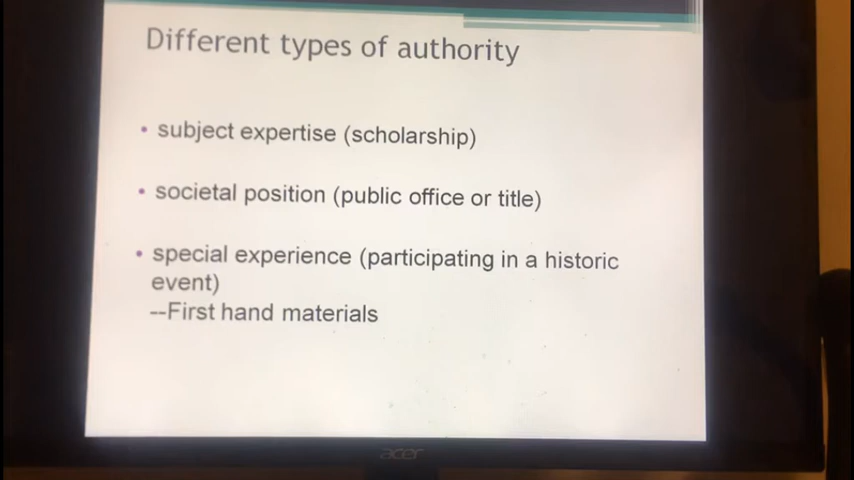 Different types of authority
• subject expertise (scholarship)
• societal position (public office or title)
• special experience (participating in a historic
event)
--First hand materials
acer